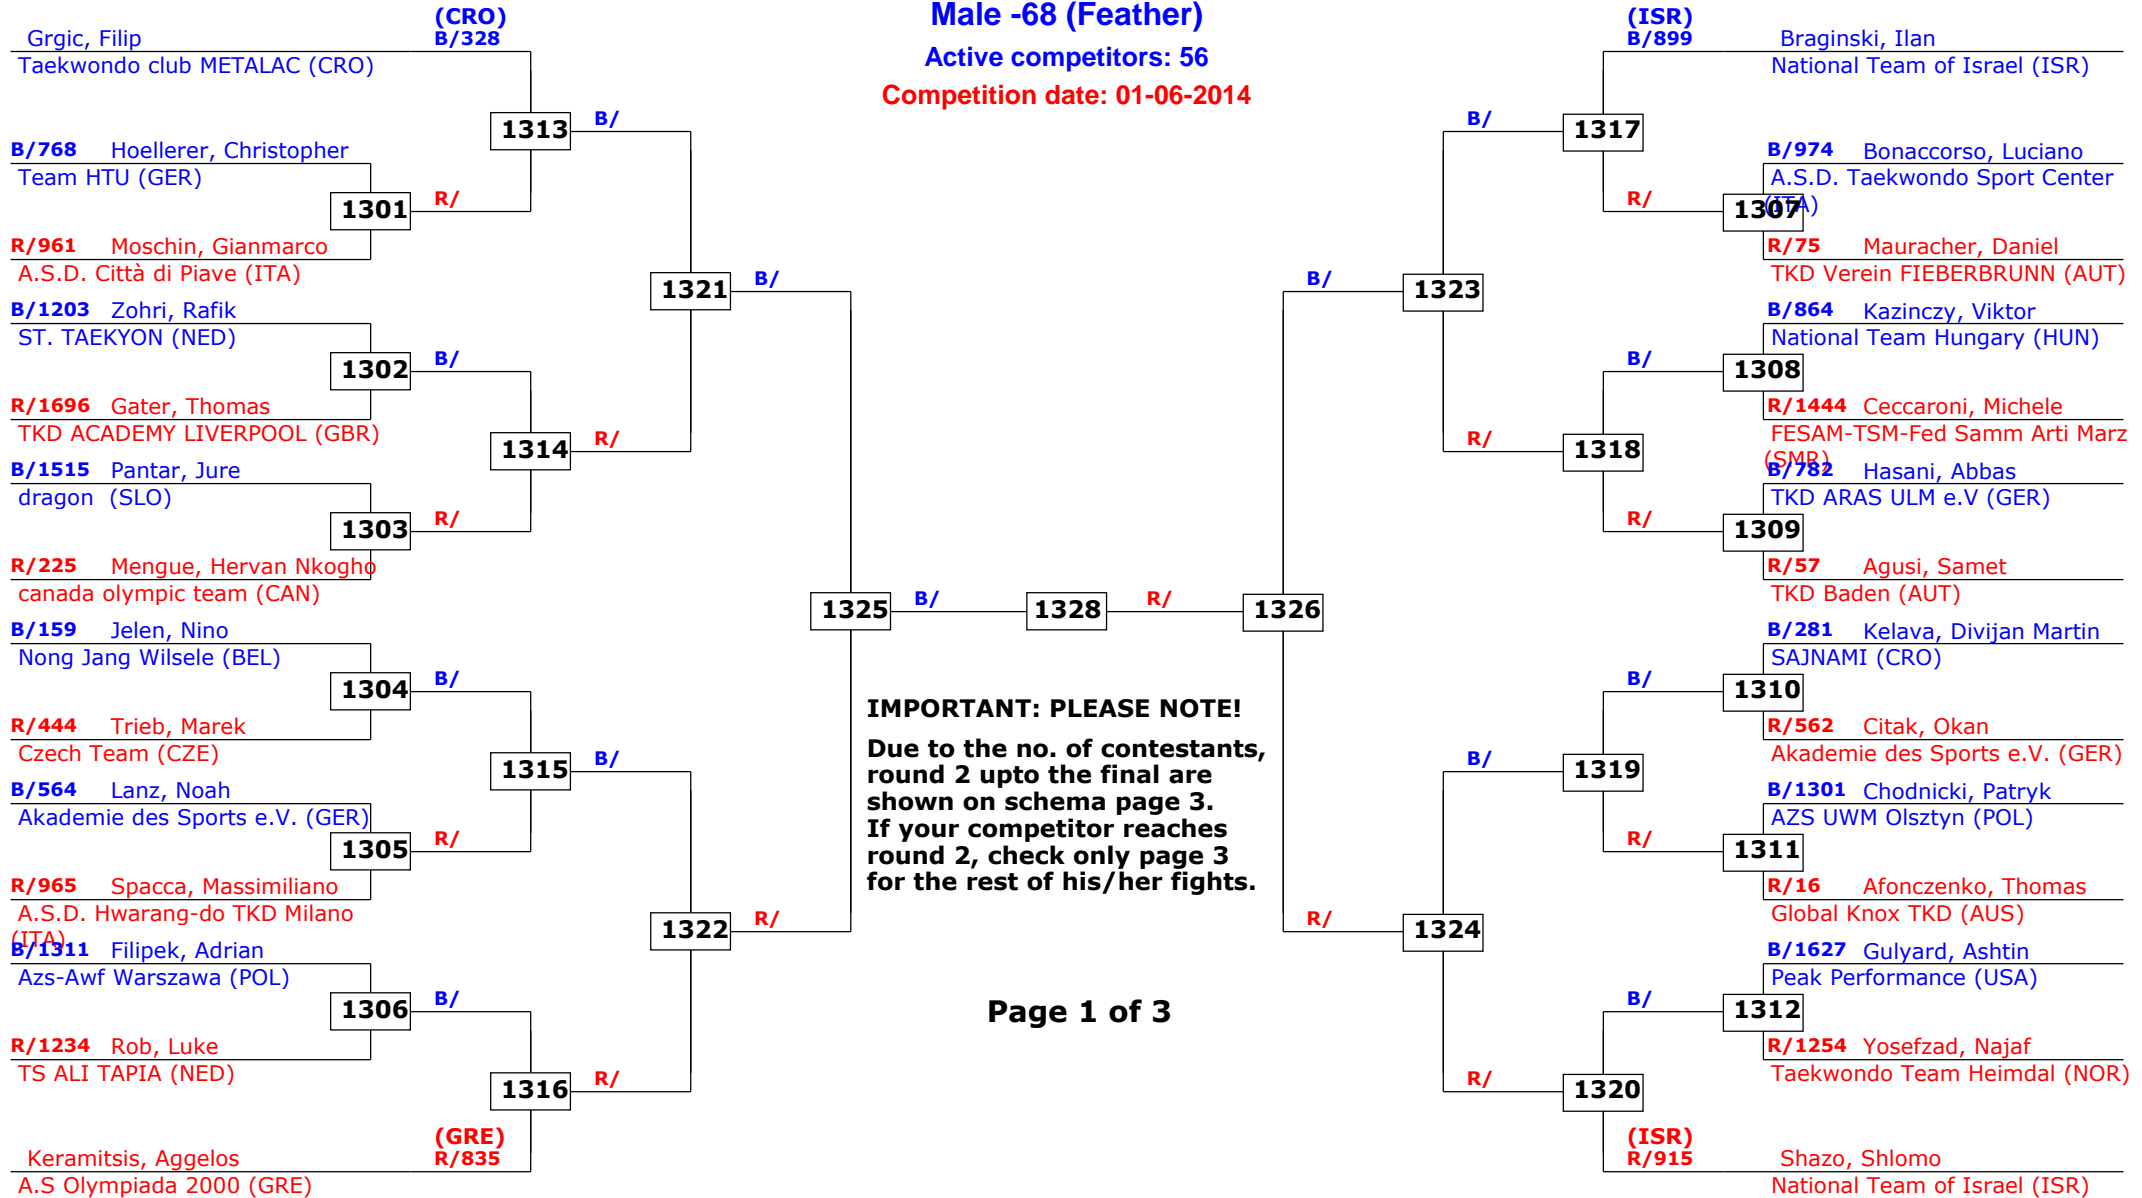 Male -68 (Feather)
Active competitors: 56
Competition date: 01-06-2014
(CRO)
Grgic, Filip B/328
Taekwondo club METALAC (CRO)
1313
B/
B/768 Hoellerer, Christopher
Team HTU (GER)
1301
R/
R/961 Moschin, Gianmarco
A.S.D. Città di Piave (ITA)
1321
B/
B/1203 Zohri, Rafik
ST. TAEKYON (NED)
1302
B/
R/1696 Gater, Thomas
TKD ACADEMY LIVERPOOL (GBR)
1314
R/
B/1515 Pantar, Jure
dragon (SLO)
1303
R/
R/225 Mengue, Hervan Nkogho
canada olympic team (CAN)
1325
B/
1328
R/
1326
B/159 Jelen, Nino
Nong Jang Wilsele (BEL)
1304
B/
R/444 Trieb, Marek
Czech Team (CZE)
1315
B/
B/564 Lanz, Noah
Akademie des Sports e.V. (GER)
1305
R/
R/965 Spacca, Massimiliano
A.S.D. Hwarang-do TKD Milano
(ITA)
1322
R/
B/1311 Filipek, Adrian
Azs-Awf Warszawa (POL)
1306
B/
R/1234 Rob, Luke
TS ALI TAPIA (NED)
1316
R/
(GRE)
Keramitsis, Aggelos R/835
A.S Olympiada 2000 (GRE)
IMPORTANT: PLEASE NOTE!
Due to the no. of contestants,
round 2 upto the final are
shown on schema page 3.
If your competitor reaches
round 2, check only page 3
for the rest of his/her fights.
Page 1 of 3
(ISR)
B/899 Braginski, Ilan
National Team of Israel (ISR)
B/
1317
B/974 Bonaccorso, Luciano
A.S.D. Taekwondo Sport Center
(ITA)
R/
1307
R/75 Mauracher, Daniel
TKD Verein FIEBERBRUNN (AUT)
B/
1323
B/864 Kazinczy, Viktor
National Team Hungary (HUN)
B/
1308
R/1444 Ceccaroni, Michele
FESAM-TSM-Fed Samm Arti Marz
(SMR)
R/
1318
B/782 Hasani, Abbas
TKD ARAS ULM e.V (GER)
R/
1309
R/57 Agusi, Samet
TKD Baden (AUT)
B/281 Kelava, Divijan Martin
SAJNAMI (CRO)
B/
1310
R/562 Citak, Okan
Akademie des Sports e.V. (GER)
B/
1319
B/1301 Chodnicki, Patryk
AZS UWM Olsztyn (POL)
R/
1311
R/16 Afonczenko, Thomas
Global Knox TKD (AUS)
R/
1324
B/1627 Gulyard, Ashtin
Peak Performance (USA)
B/
1312
R/1254 Yosefzad, Najaf
Taekwondo Team Heimdal (NOR)
R/
1320
(ISR)
R/915 Shazo, Shlomo
National Team of Israel (ISR)